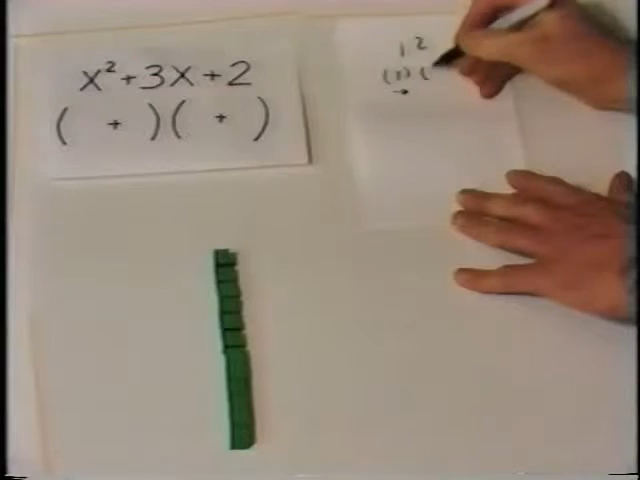 x² + 3x + 2
( + )( + )
1 2